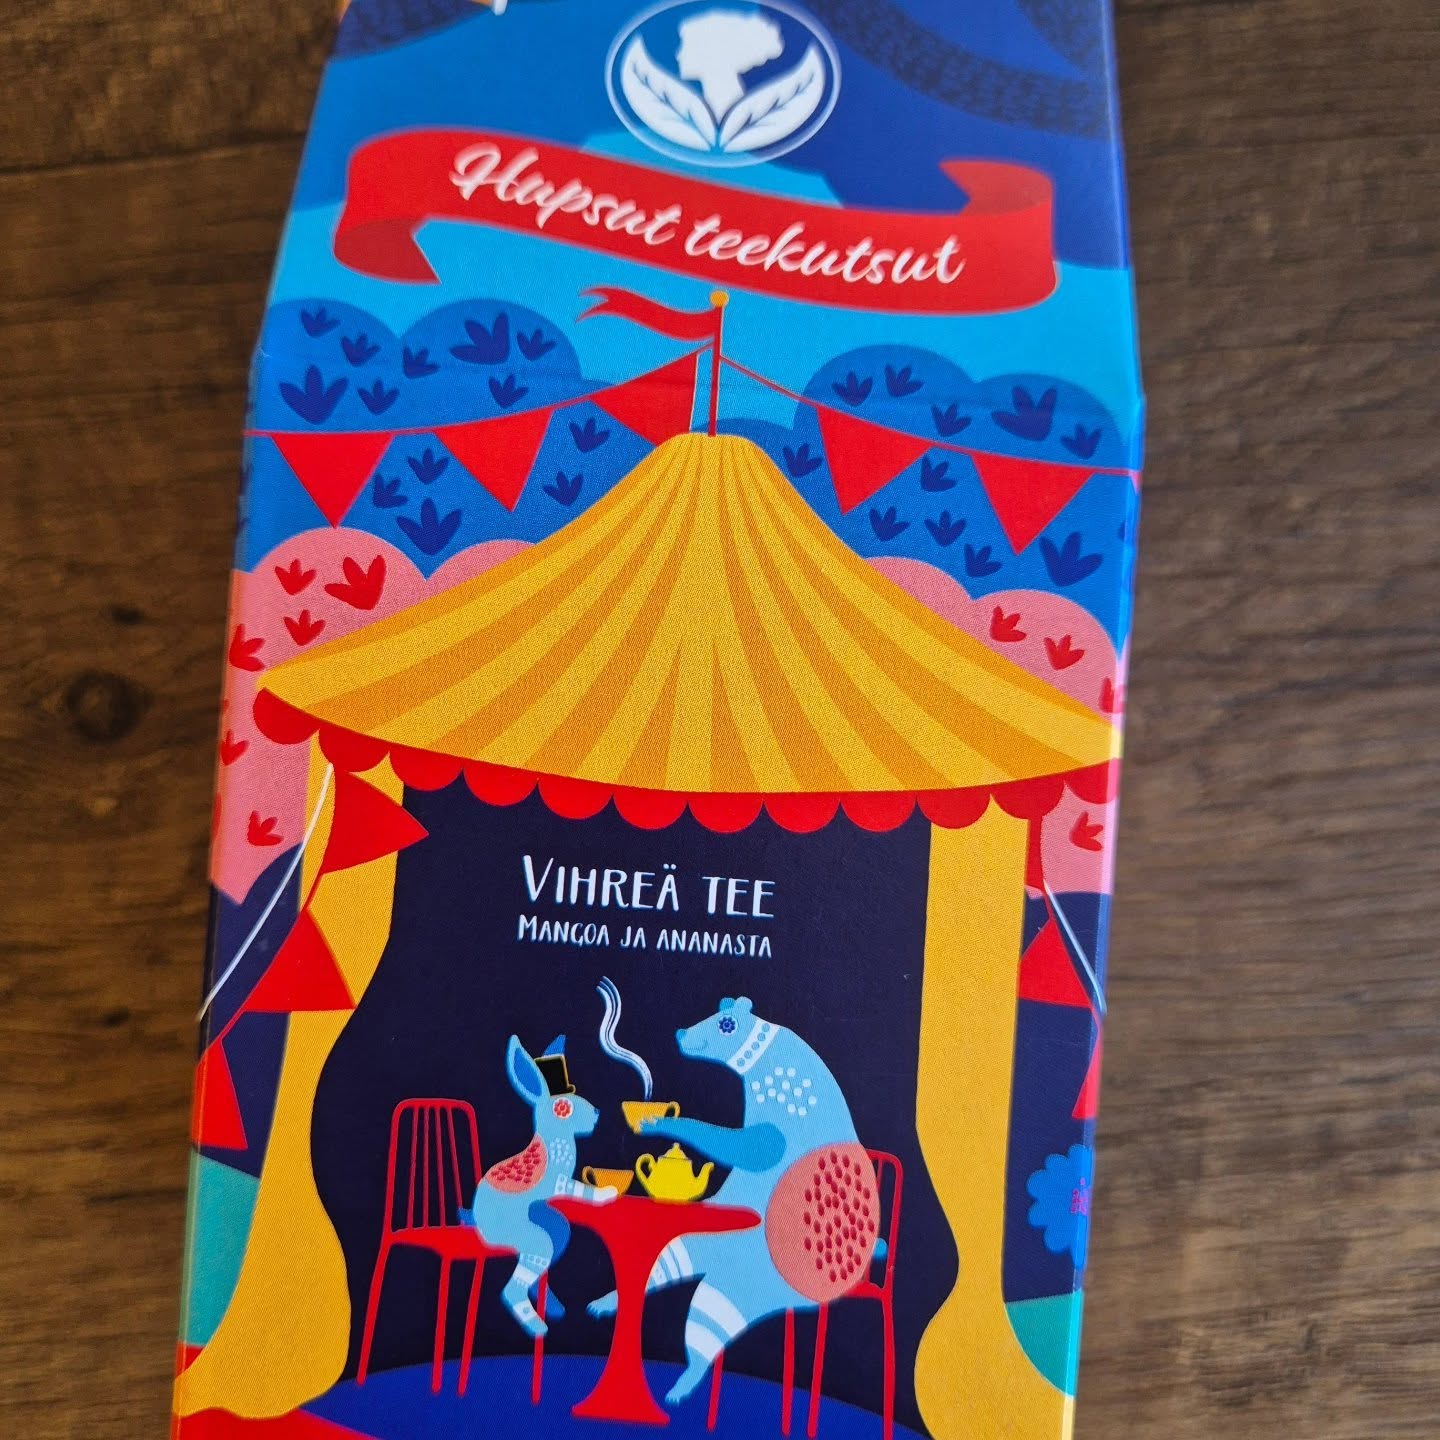 Hupsut teekutsut
VIHREÄ TEE
MANGOA JA ANANASTA